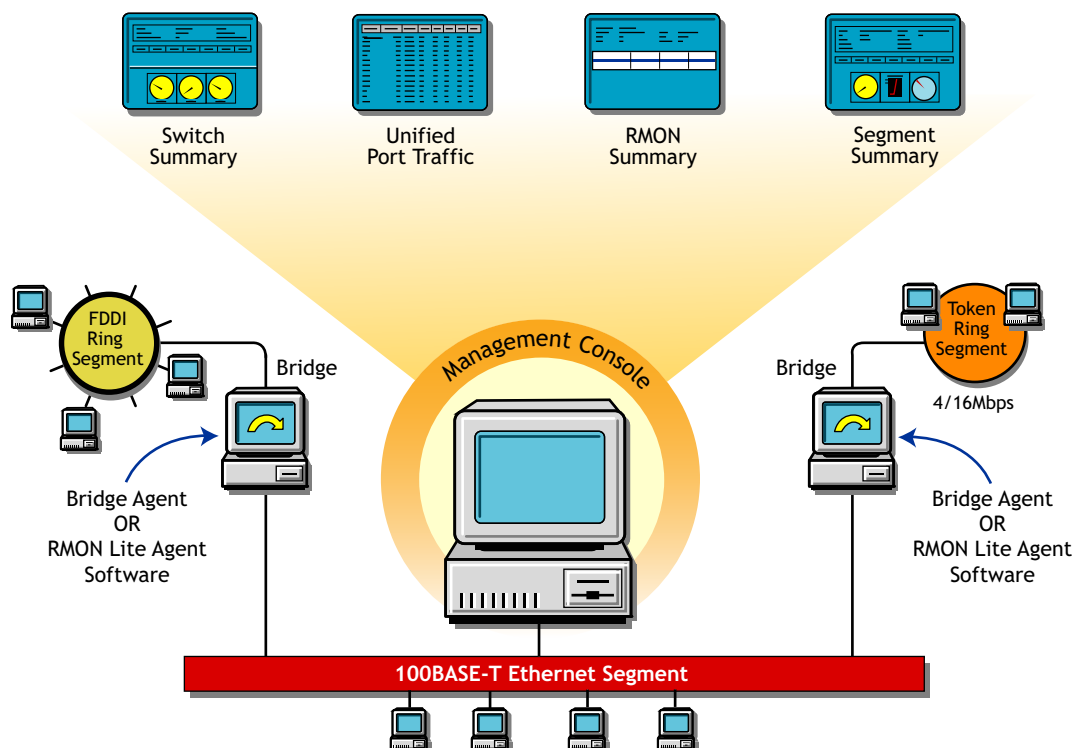 Switch
Summary
Unified
Port Traffic
RMON
Summary
Segment
Summary
FDDI
Ring
Segment
Bridge
Management Console
Bridge
Token
Ring
Segment
4/16Mbps
Bridge Agent
OR
RMON Lite Agent
Software
Bridge Agent
OR
RMON Lite Agent
Software
100BASE-T Ethernet Segment